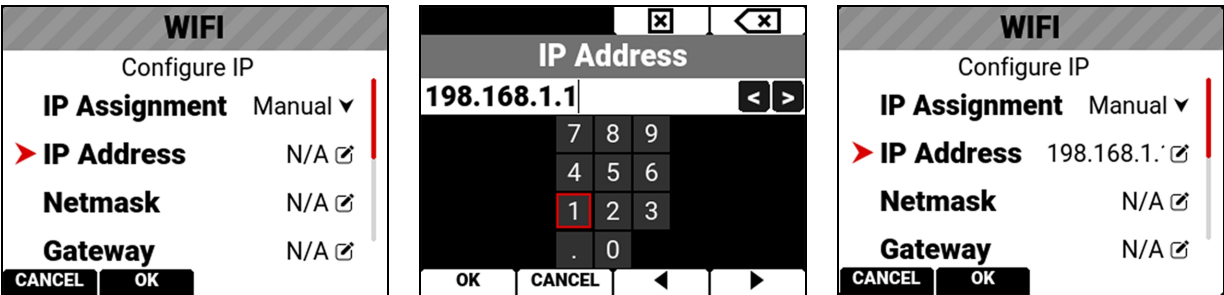 WIFI
Configure IP
IP Assignment Manual
IP Address N/A
Netmask N/A
Gateway N/A
CANCEL OK
IP Address
198.168.1.1
< >
7 8 9
4 5 6
1 2 3
. 0
OK CANCEL
WIFI
Configure IP
IP Assignment Manual
IP Address 198.168.1.
Netmask N/A
Gateway N/A
CANCEL OK